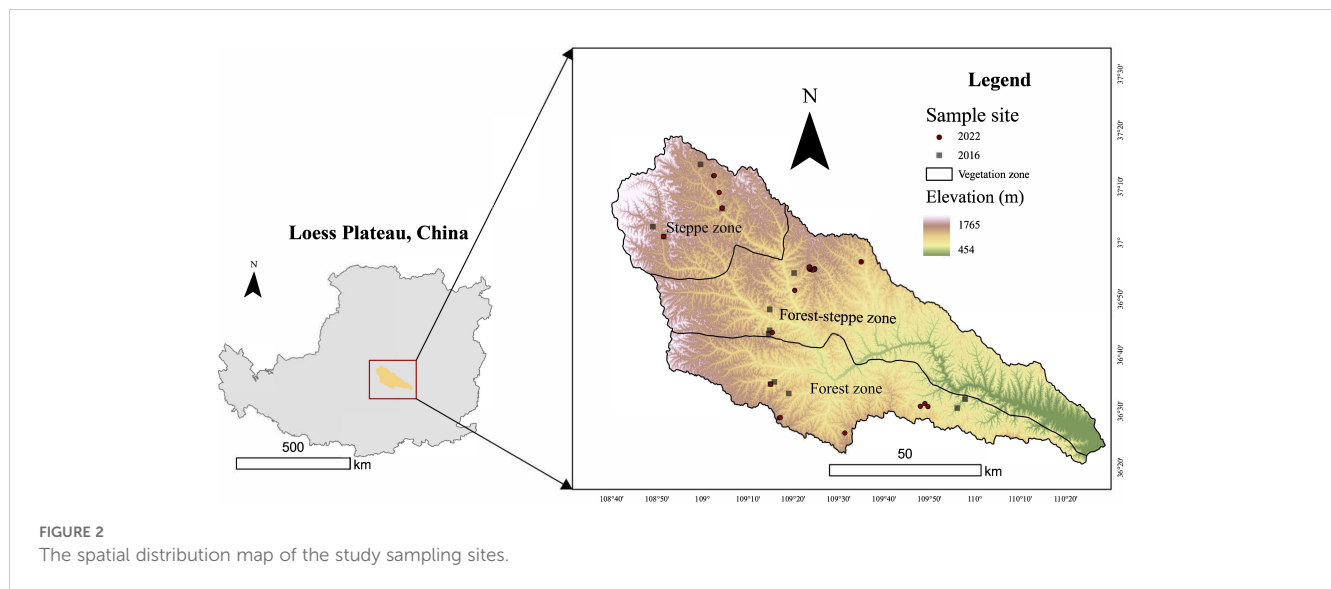 Loess Plateau, China
N
500
km
N
Legend
Sample site
2022
2016
Vegetation zone
Elevation (m)
1765
454
Steppe zone
Forest-steppe zone
Forest zone
50
km
37°30'
37°20'
37°10'
37°
36°50'
36°40'
36°30'
36°20'
108°40' 108°50' 109° 109°10' 109°20' 109°30' 109°40' 109°50' 110° 110°10' 110°20'
FIGURE 2
The spatial distribution map of the study sampling sites.